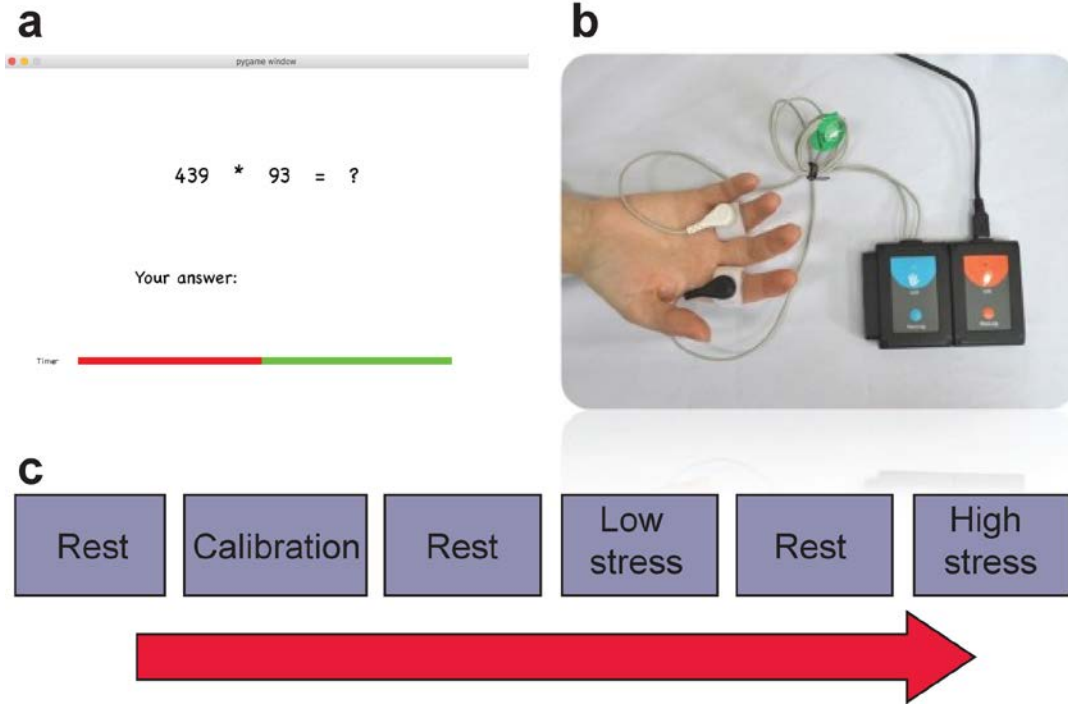 a
pygame window
439 * 93 = ?
Your answer:
Timer
b
c
Rest
Calibration
Rest
Low
stress
Rest
High
stress